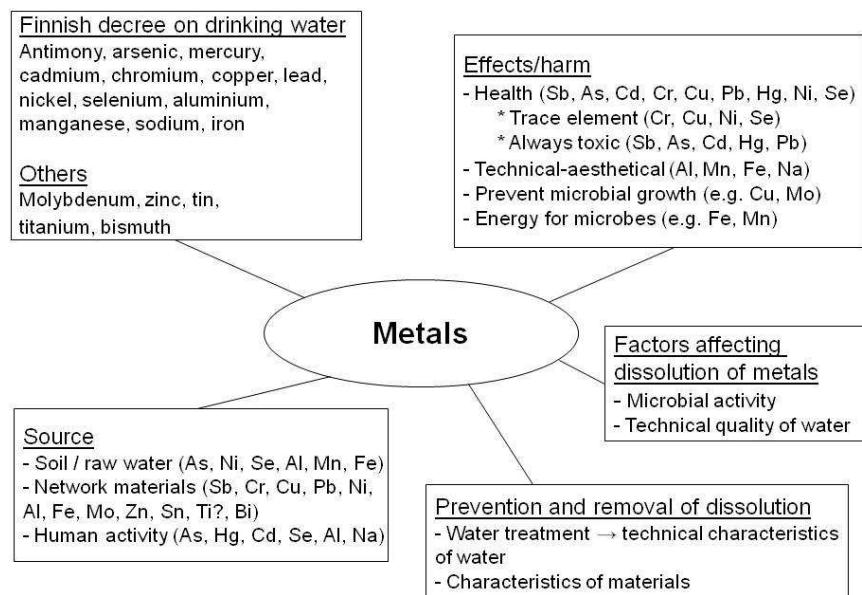 Finnish decree on drinking water
Antimony, arsenic, mercury,
cadmium, chromium, copper, lead,
nickel, selenium, aluminium,
manganese, sodium, iron
Others
Molybdenum, zinc, tin,
titanium, bismuth
Effects/harm
- Health (Sb, As, Cd, Cr, Cu, Pb, Hg, Ni, Se)
* Trace element (Cr, Cu, Ni, Se)
* Always toxic (Sb, As, Cd, Hg, Pb)
- Technical-aesthetical (Al, Mn, Fe, Na)
- Prevent microbial growth (e.g. Cu, Mo)
- Energy for microbes (e.g. Fe, Mn)
Metals
Factors affecting
dissolution of metals
- Microbial activity
- Technical quality of water
Source
- Soil / raw water (As, Ni, Se, Al, Mn, Fe)
- Network materials (Sb, Cr, Cu, Pb, Ni,
Al, Fe, Mo, Zn, Sn, Ti?, Bi)
- Human activity (As, Hg, Cd, Se, Al, Na)
Prevention and removal of dissolution
- Water treatment → technical characteristics
of water
- Characteristics of materials